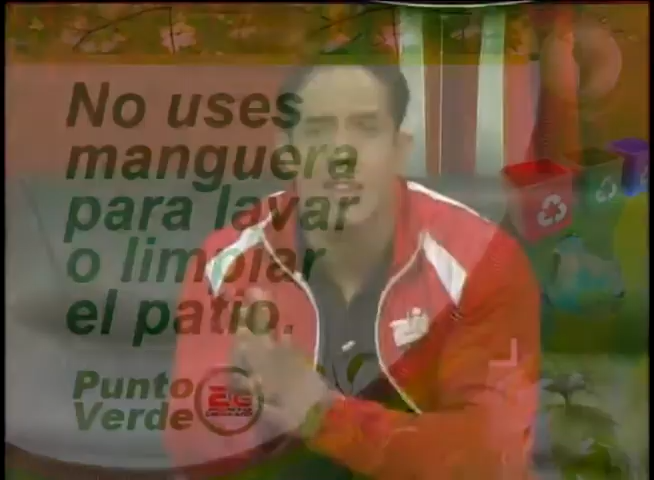 No uses
manguera
para lavar
o limpiar
el patio.
Punto
Verde